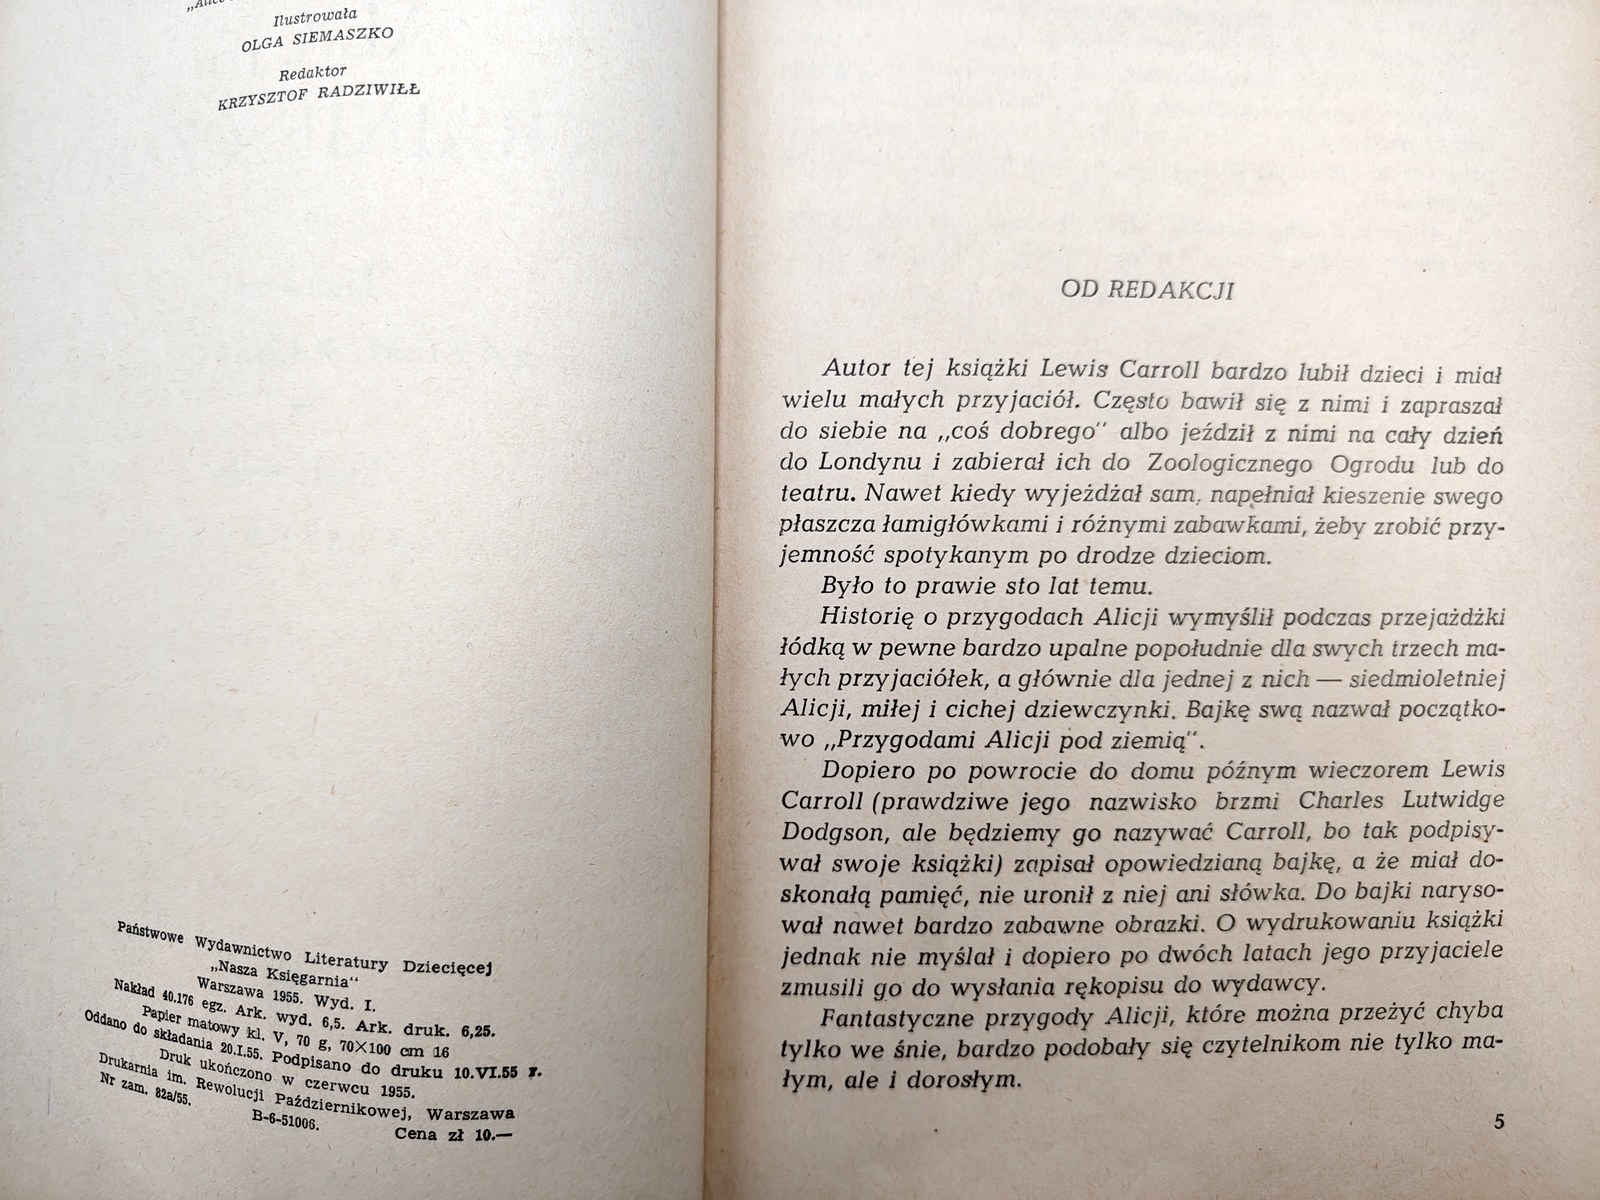 „Alice
Ilustrowała
OLGA SIEMASZKO
Redaktor
KRZYSZTOF RADZIWIŁŁ
Państwowe Wydawnictwo Literatury Dziecięcej
„Nasza Księgarnia“
Warszawa 1955. Wyd. I.
Nakład 40.176 egz. Ark. wyd. 6,5. Ark. druk. 6,25.
Papier matowy kl. V, 70 g, 70×100 cm 16
Oddano do składania 20.I.55. Podpisano do druku 10.VI.55 r.
Druk ukończono w czerwcu 1955.
Drukarnia im. Rewolucji Październikowej, Warszawa
Nr zam. 82a/55.
B-6-51006.
Cena zł 10.—
OD REDAKCJI
Autor tej książki Lewis Carroll bardzo lubił dzieci i miał
wielu małych przyjaciół. Często bawił się z nimi i zapraszał
do siebie na „coś dobrego" albo jeździł z nimi na cały dzień
do Londynu i zabierał ich do Zoologicznego Ogrodu lub do
teatru. Nawet kiedy wyjeżdżał sam, napełniał kieszenie swego
płaszcza łamigłówkami i różnymi zabawkami, żeby zrobić przy-
jemność spotykanym po drodze dzieciom.
Było to prawie sto lat temu.
Historię o przygodach Alicji wymyślił podczas przejażdżki
łódką w pewne bardzo upalne popołudnie dla swych trzech ma-
łych przyjaciółek, a głównie dla jednej z nich — siedmioletniej
Alicji, miłej i cichej dziewczynki. Bajkę swą nazwał początko-
wo „Przygodami Alicji pod ziemią".
Dopiero po powrocie do domu późnym wieczorem Lewis
Carroll (prawdziwe jego nazwisko brzmi Charles Lutwidge
Dodgson, ale będziemy go nazywać Carroll, bo tak podpisy-
wał swoje książki) zapisał opowiedzianą bajkę, a że miał do-
skonałą pamięć, nie uronił z niej ani słówka. Do bajki naryso-
wał nawet bardzo zabawne obrazki. O wydrukowaniu książki
jednak nie myślał i dopiero po dwóch latach jego przyjaciele
zmusili go do wysłania rękopisu do wydawcy.
Fantastyczne przygody Alicji, które można przeżyć chyba
tylko we śnie, bardzo podobały się czytelnikom nie tylko ma-
łym, ale i dorosłym.
5